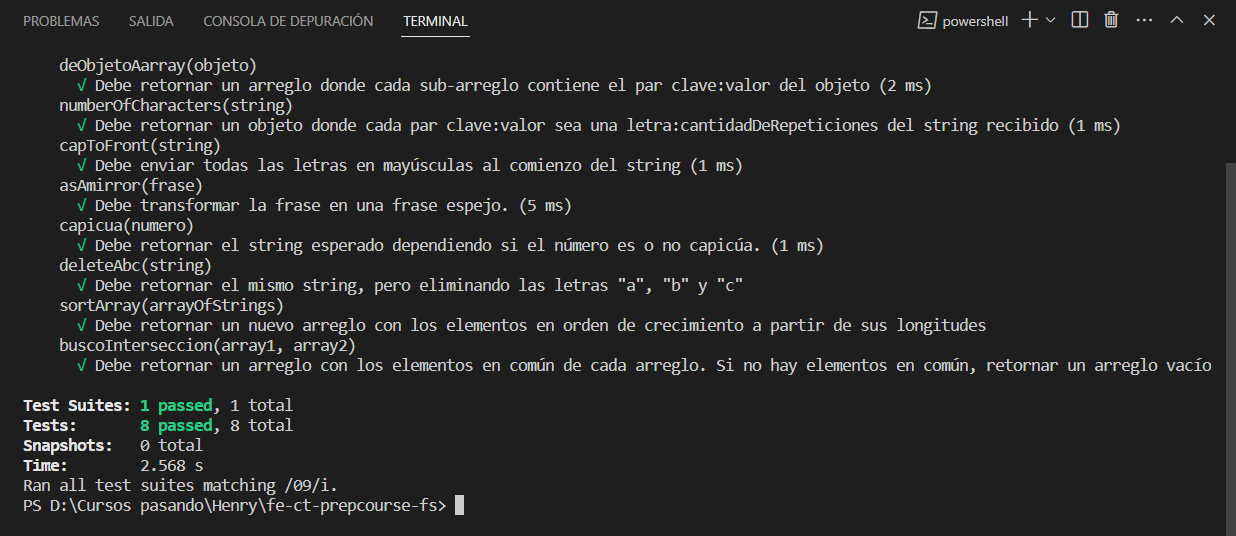 PROBLEMAS SALIDA CONSOLA DE DEPURACIÓN TERMINAL powershell
deObjetoAarray(objeto)
√ Debe retornar un arreglo donde cada sub-arreglo contiene el par clave:valor del objeto (2 ms)
numberOfCharacters(string)
√ Debe retornar un objeto donde cada par clave:valor sea una letra:cantidadDeRepeticiones del string recibido (1 ms)
capToFront(string)
√ Debe enviar todas las letras en mayúsculas al comienzo del string (1 ms)
asAmirror(frase)
√ Debe transformar la frase en una frase espejo. (5 ms)
capicua(numero)
√ Debe retornar el string esperado dependiendo si el número es o no capicúa. (1 ms)
deleteAbc(string)
√ Debe retornar el mismo string, pero eliminando las letras "a", "b" y "c"
sortArray(arrayOfStrings)
√ Debe retornar un nuevo arreglo con los elementos en orden de crecimiento a partir de sus longitudes
buscoInterseccion(array1, array2)
√ Debe retornar un arreglo con los elementos en común de cada arreglo. Si no hay elementos en común, retornar un arreglo vacío
Test Suites: 1 passed, 1 total
Tests: 8 passed, 8 total
Snapshots: 0 total
Time: 2.568 s
Ran all test suites matching /09/i.
PS D:\Cursos pasando\Henry\fe-ct-prepcourse-fs>